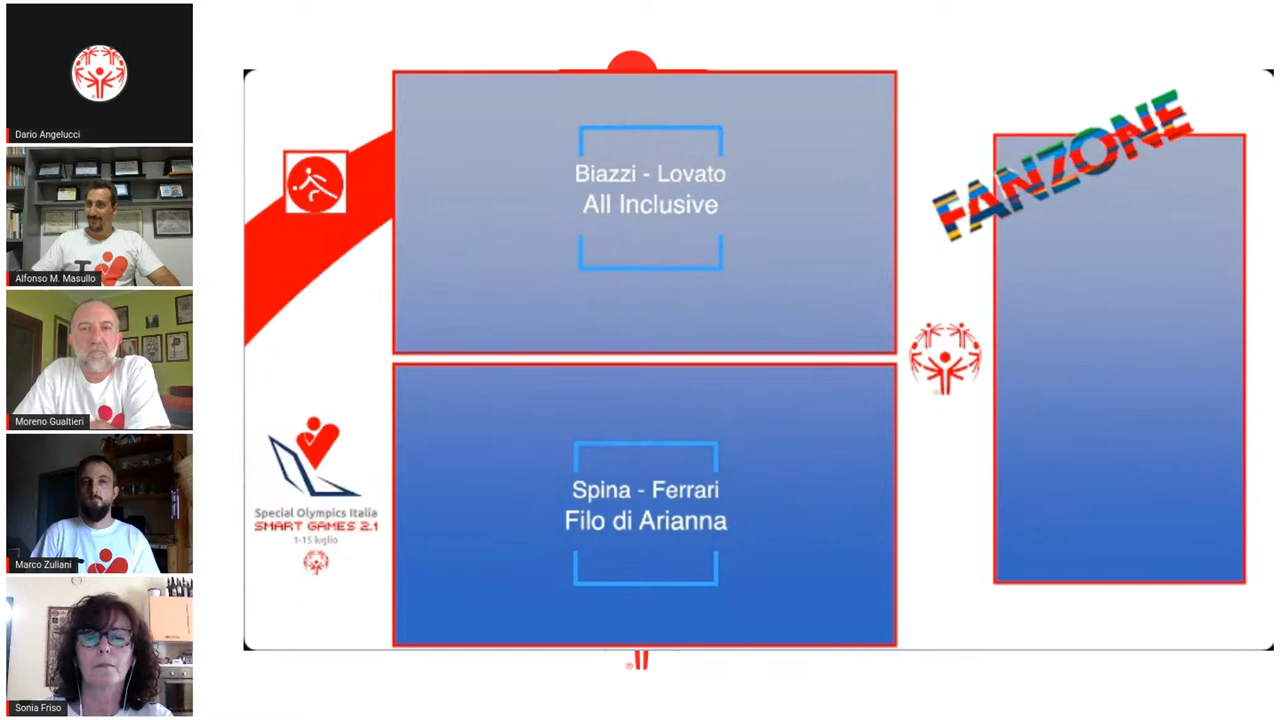 Dario Angelucci
Alfonso M. Masullo
Moreno Gualtieri
Marco Zuliani
Sonia Friso
Biazzi - Lovato
All Inclusive
Spina - Ferrari
Filo di Arianna
FANZONE
Special Olympics Italia
SMART GAMES 2.1
1-15 luglio